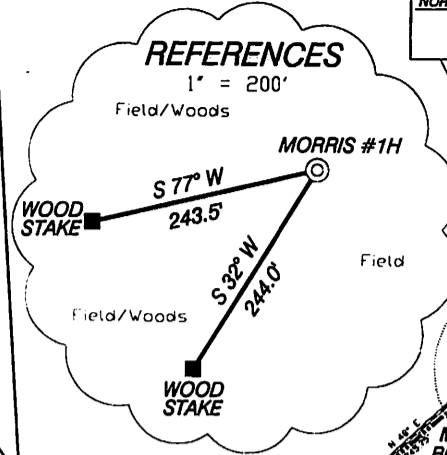 REFERENCES
1" = 200'
Field/Woods
MORRIS #1H
S 77° W
243.5'
WOOD
STAKE
S 32° W
244.0'
Field
Field/Woods
WOOD
STAKE
N 48° E